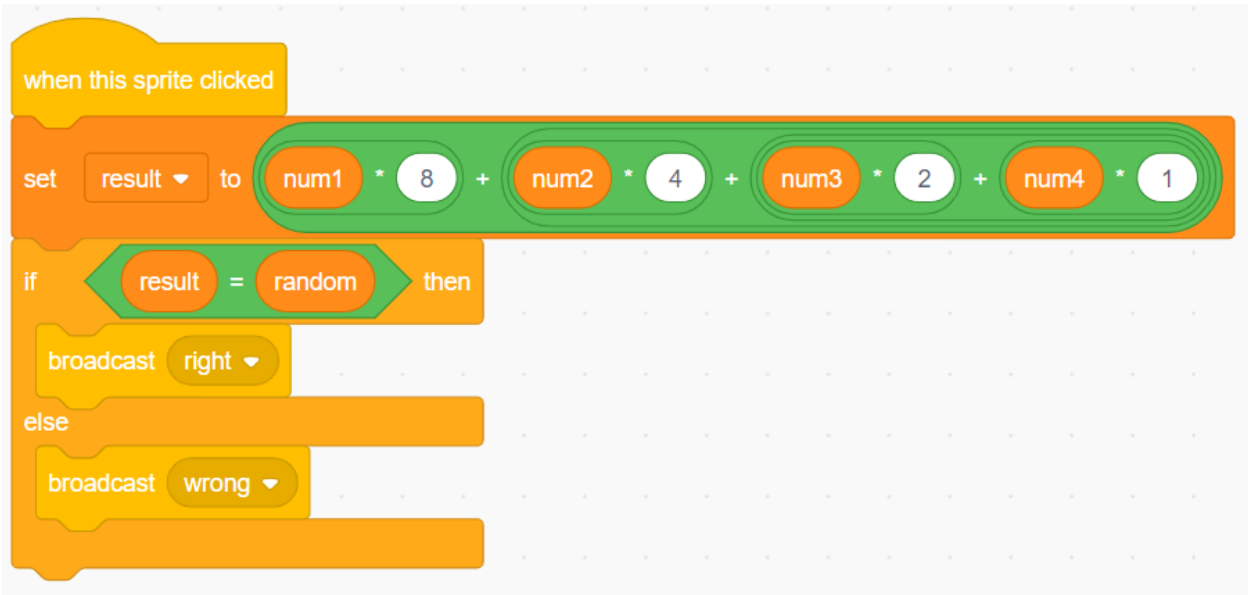 when this sprite clicked
set result to num1 * 8 + num2 * 4 + num3 * 2 + num4 * 1
if result = random then
broadcast right
else
broadcast wrong